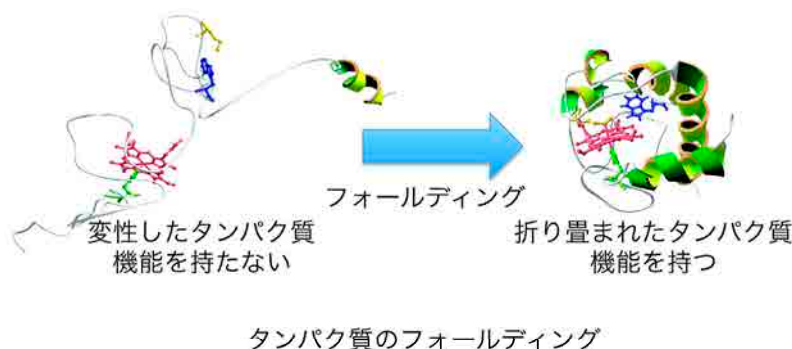 フォールディング
変性したタンパク質
機能を持たない
折り畳まれたタンパク質
機能を持つ
タンパク質のフォールディング